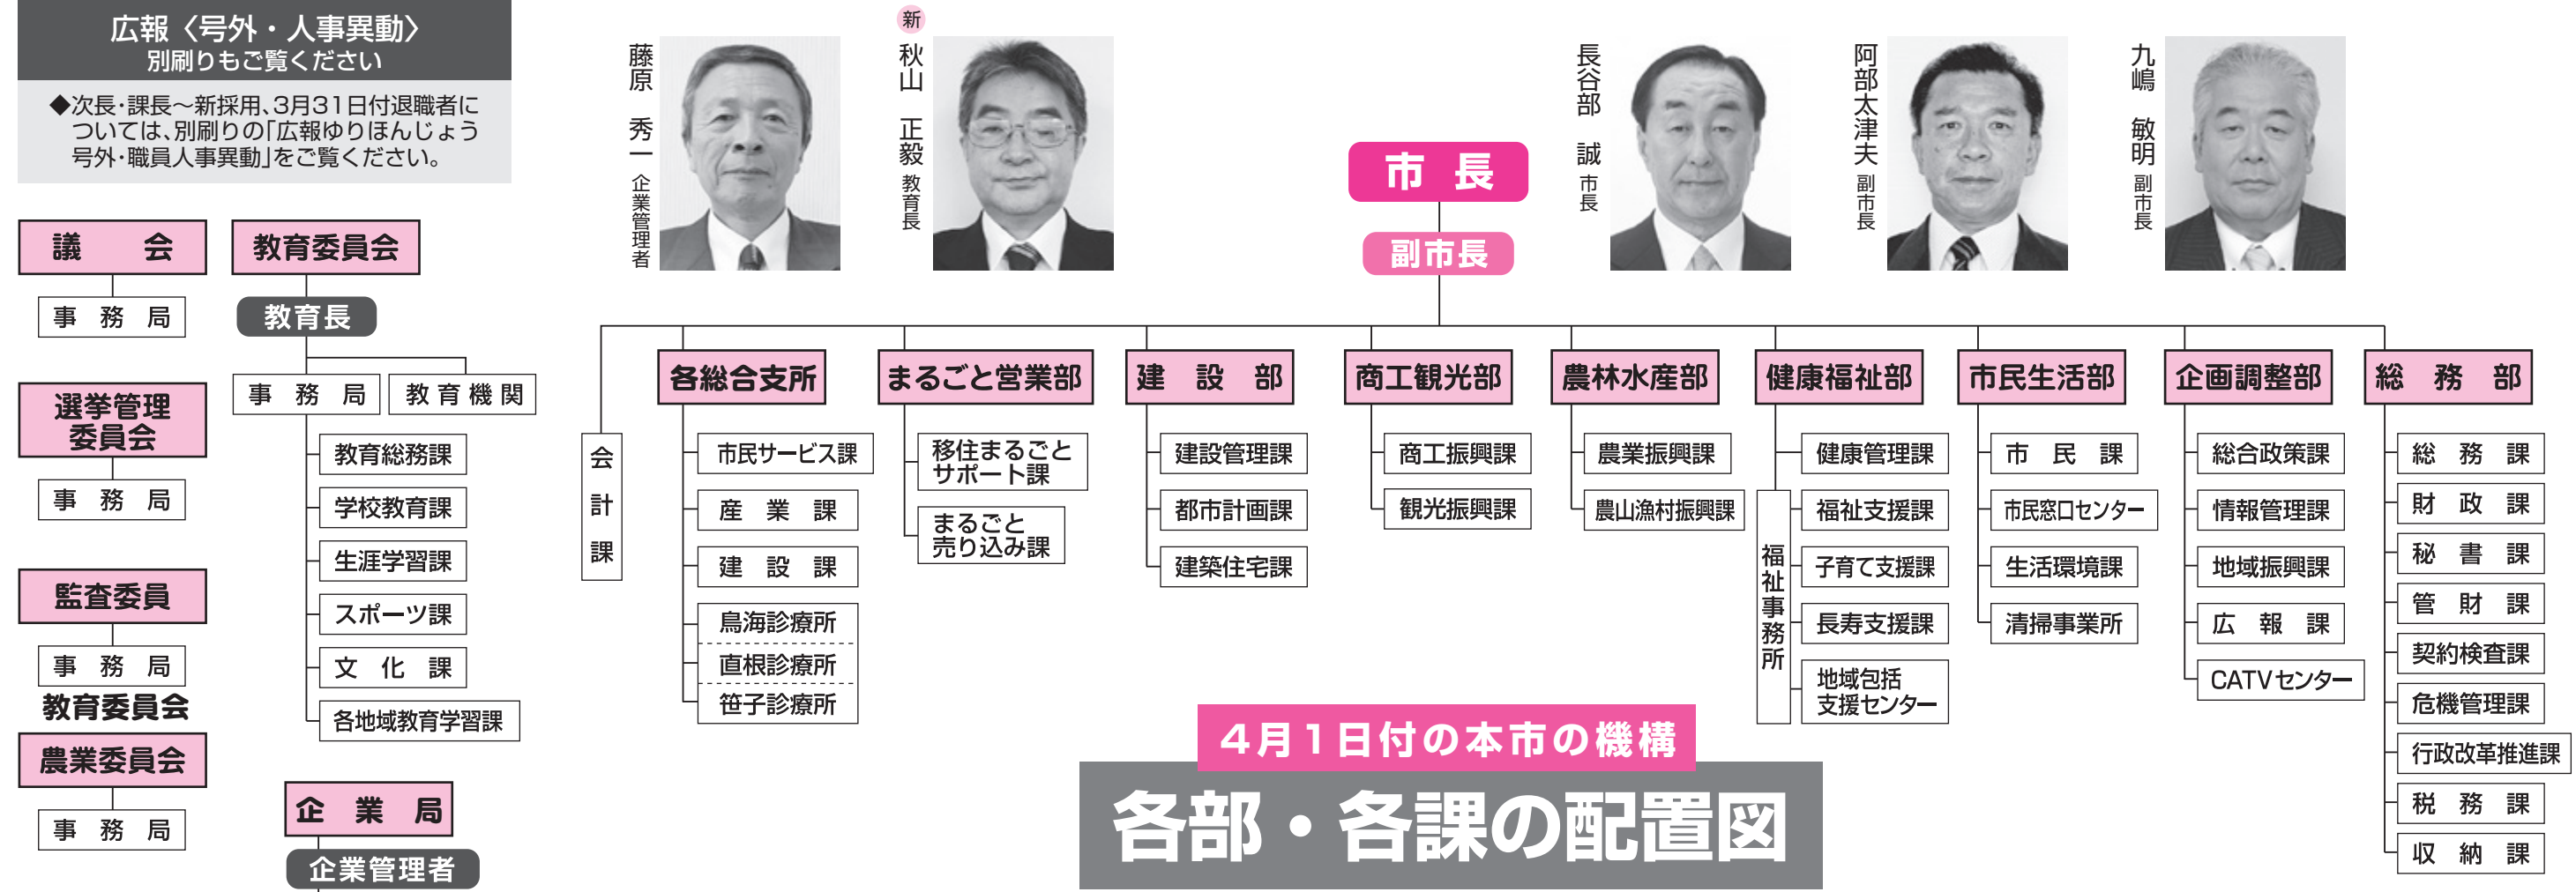 広報〈号外・人事異動〉
別刷りもご覧ください
◆次長・課長～新採用、3月31日付退職者に
ついては、別刷りの「広報ゆりほんじょう
号外・職員人事異動」をご覧ください。
藤原 秀一 企業管理者
新
秋山 正毅 教育長
長谷部 誠 市長
阿部太津夫 副市長
九嶋 敏明 副市長
市長
副市長
議会
事務局
選挙管理
委員会
事務局
監査委員
事務局
教育委員会
農業委員会
事務局
教育委員会
教育長
事務局
教育機関
教育総務課
学校教育課
生涯学習課
スポーツ課
文化課
各地域教育学習課
企業局
企業管理者
会計課
各総合支所
市民サービス課
産業課
建設課
鳥海診療所
直根診療所
笹子診療所
まるごと営業部
移住まるごと
サポート課
まるごと
売り込み課
建設部
建設管理課
都市計画課
建築住宅課
商工観光部
商工振興課
観光振興課
農林水産部
農業振興課
農山漁村振興課
健康福祉部
健康管理課
福祉事務所
福祉支援課
子育て支援課
長寿支援課
地域包括
支援センター
市民生活部
市民課
市民窓口センター
生活環境課
清掃事業所
企画調整部
総合政策課
情報管理課
地域振興課
広報課
CATVセンター
総務部
総務課
財政課
秘書課
管財課
契約検査課
危機管理課
行政改革推進課
税務課
収納課
4月1日付の本市の機構
各部・各課の配置図